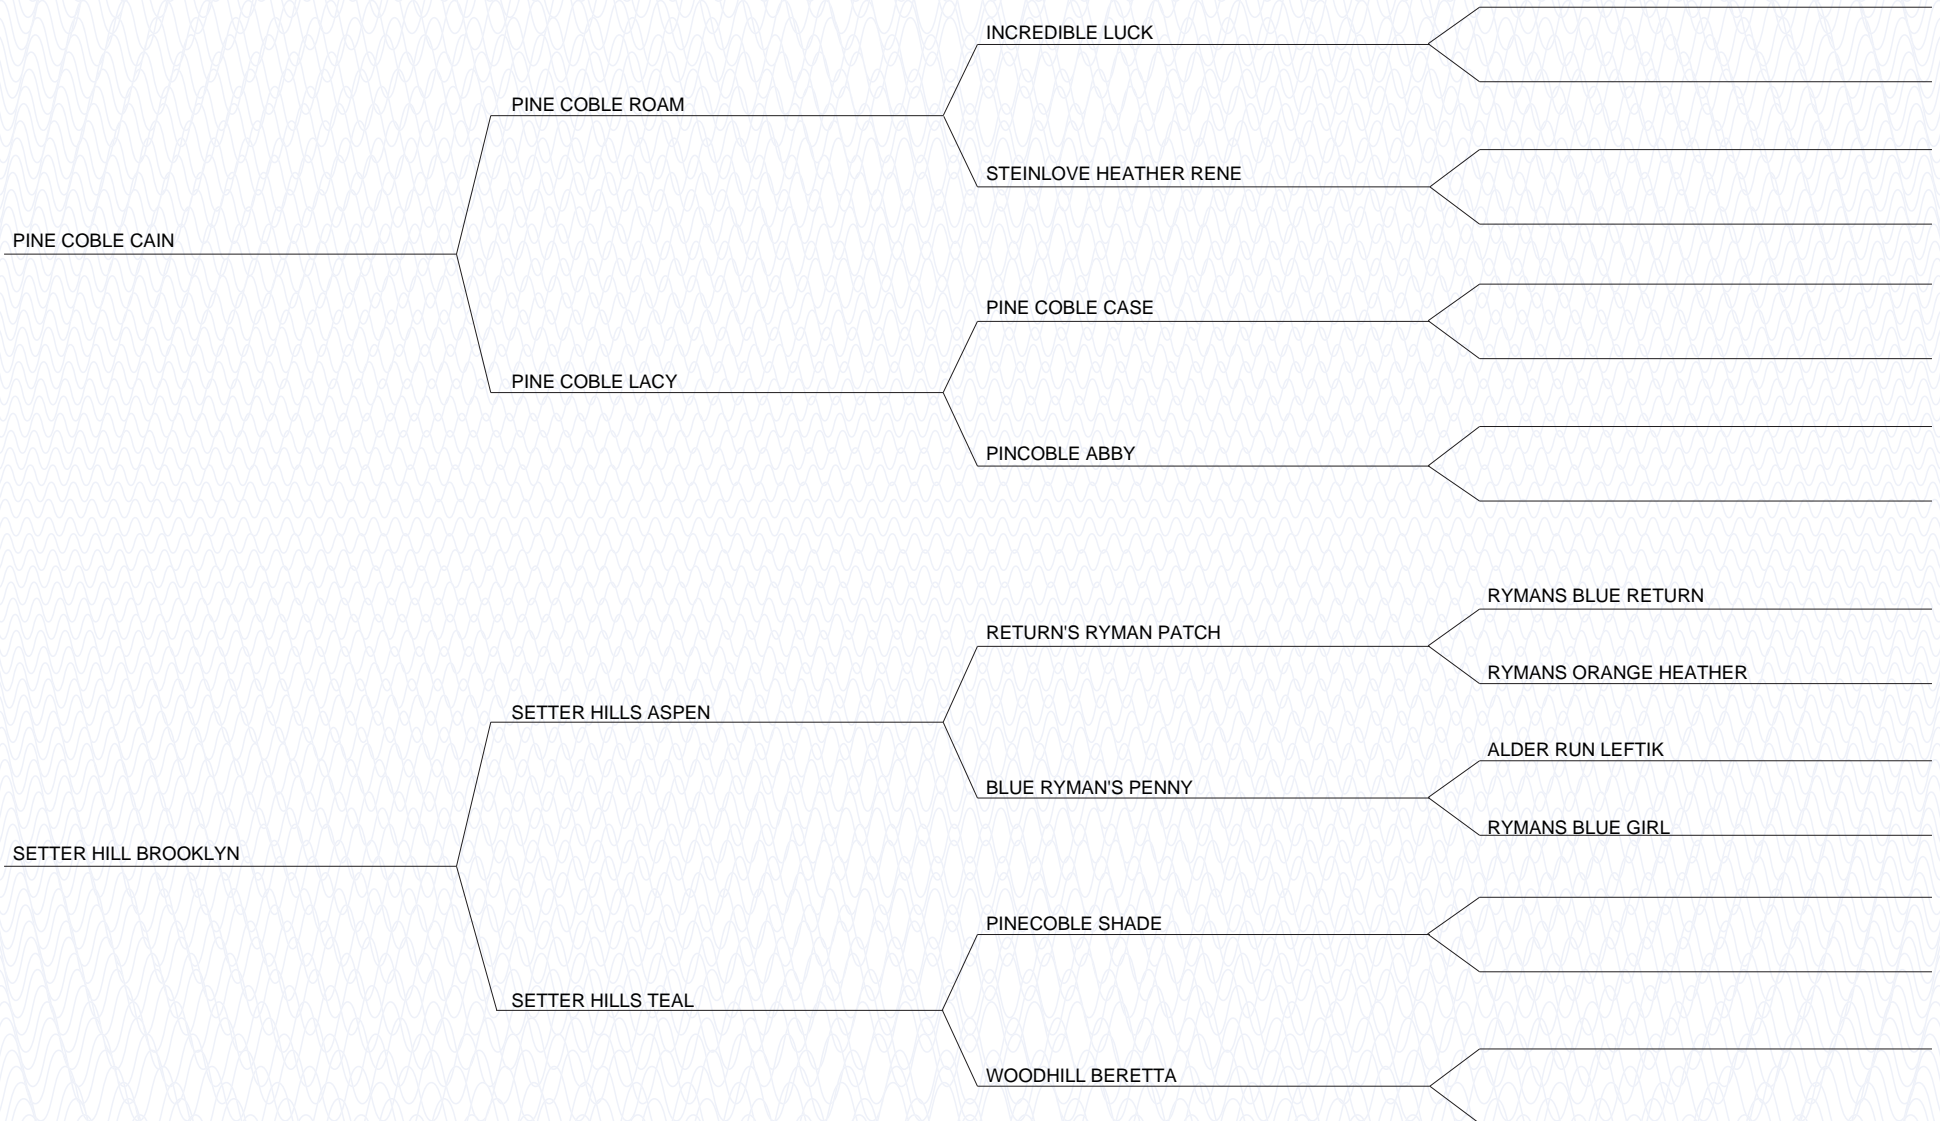 INCREDIBLE LUCK
PINE COBLE ROAM
STEINLOVE HEATHER RENE
PINE COBLE CAIN
PINE COBLE CASE
PINE COBLE LACY
PINCOBLE ABBY
RYMANS BLUE RETURN
RETURN'S RYMAN PATCH
RYMANS ORANGE HEATHER
SETTER HILLS ASPEN
ALDER RUN LEFTIK
BLUE RYMAN'S PENNY
RYMANS BLUE GIRL
SETTER HILL BROOKLYN
PINECOBLE SHADE
SETTER HILLS TEAL
WOODHILL BERETTA